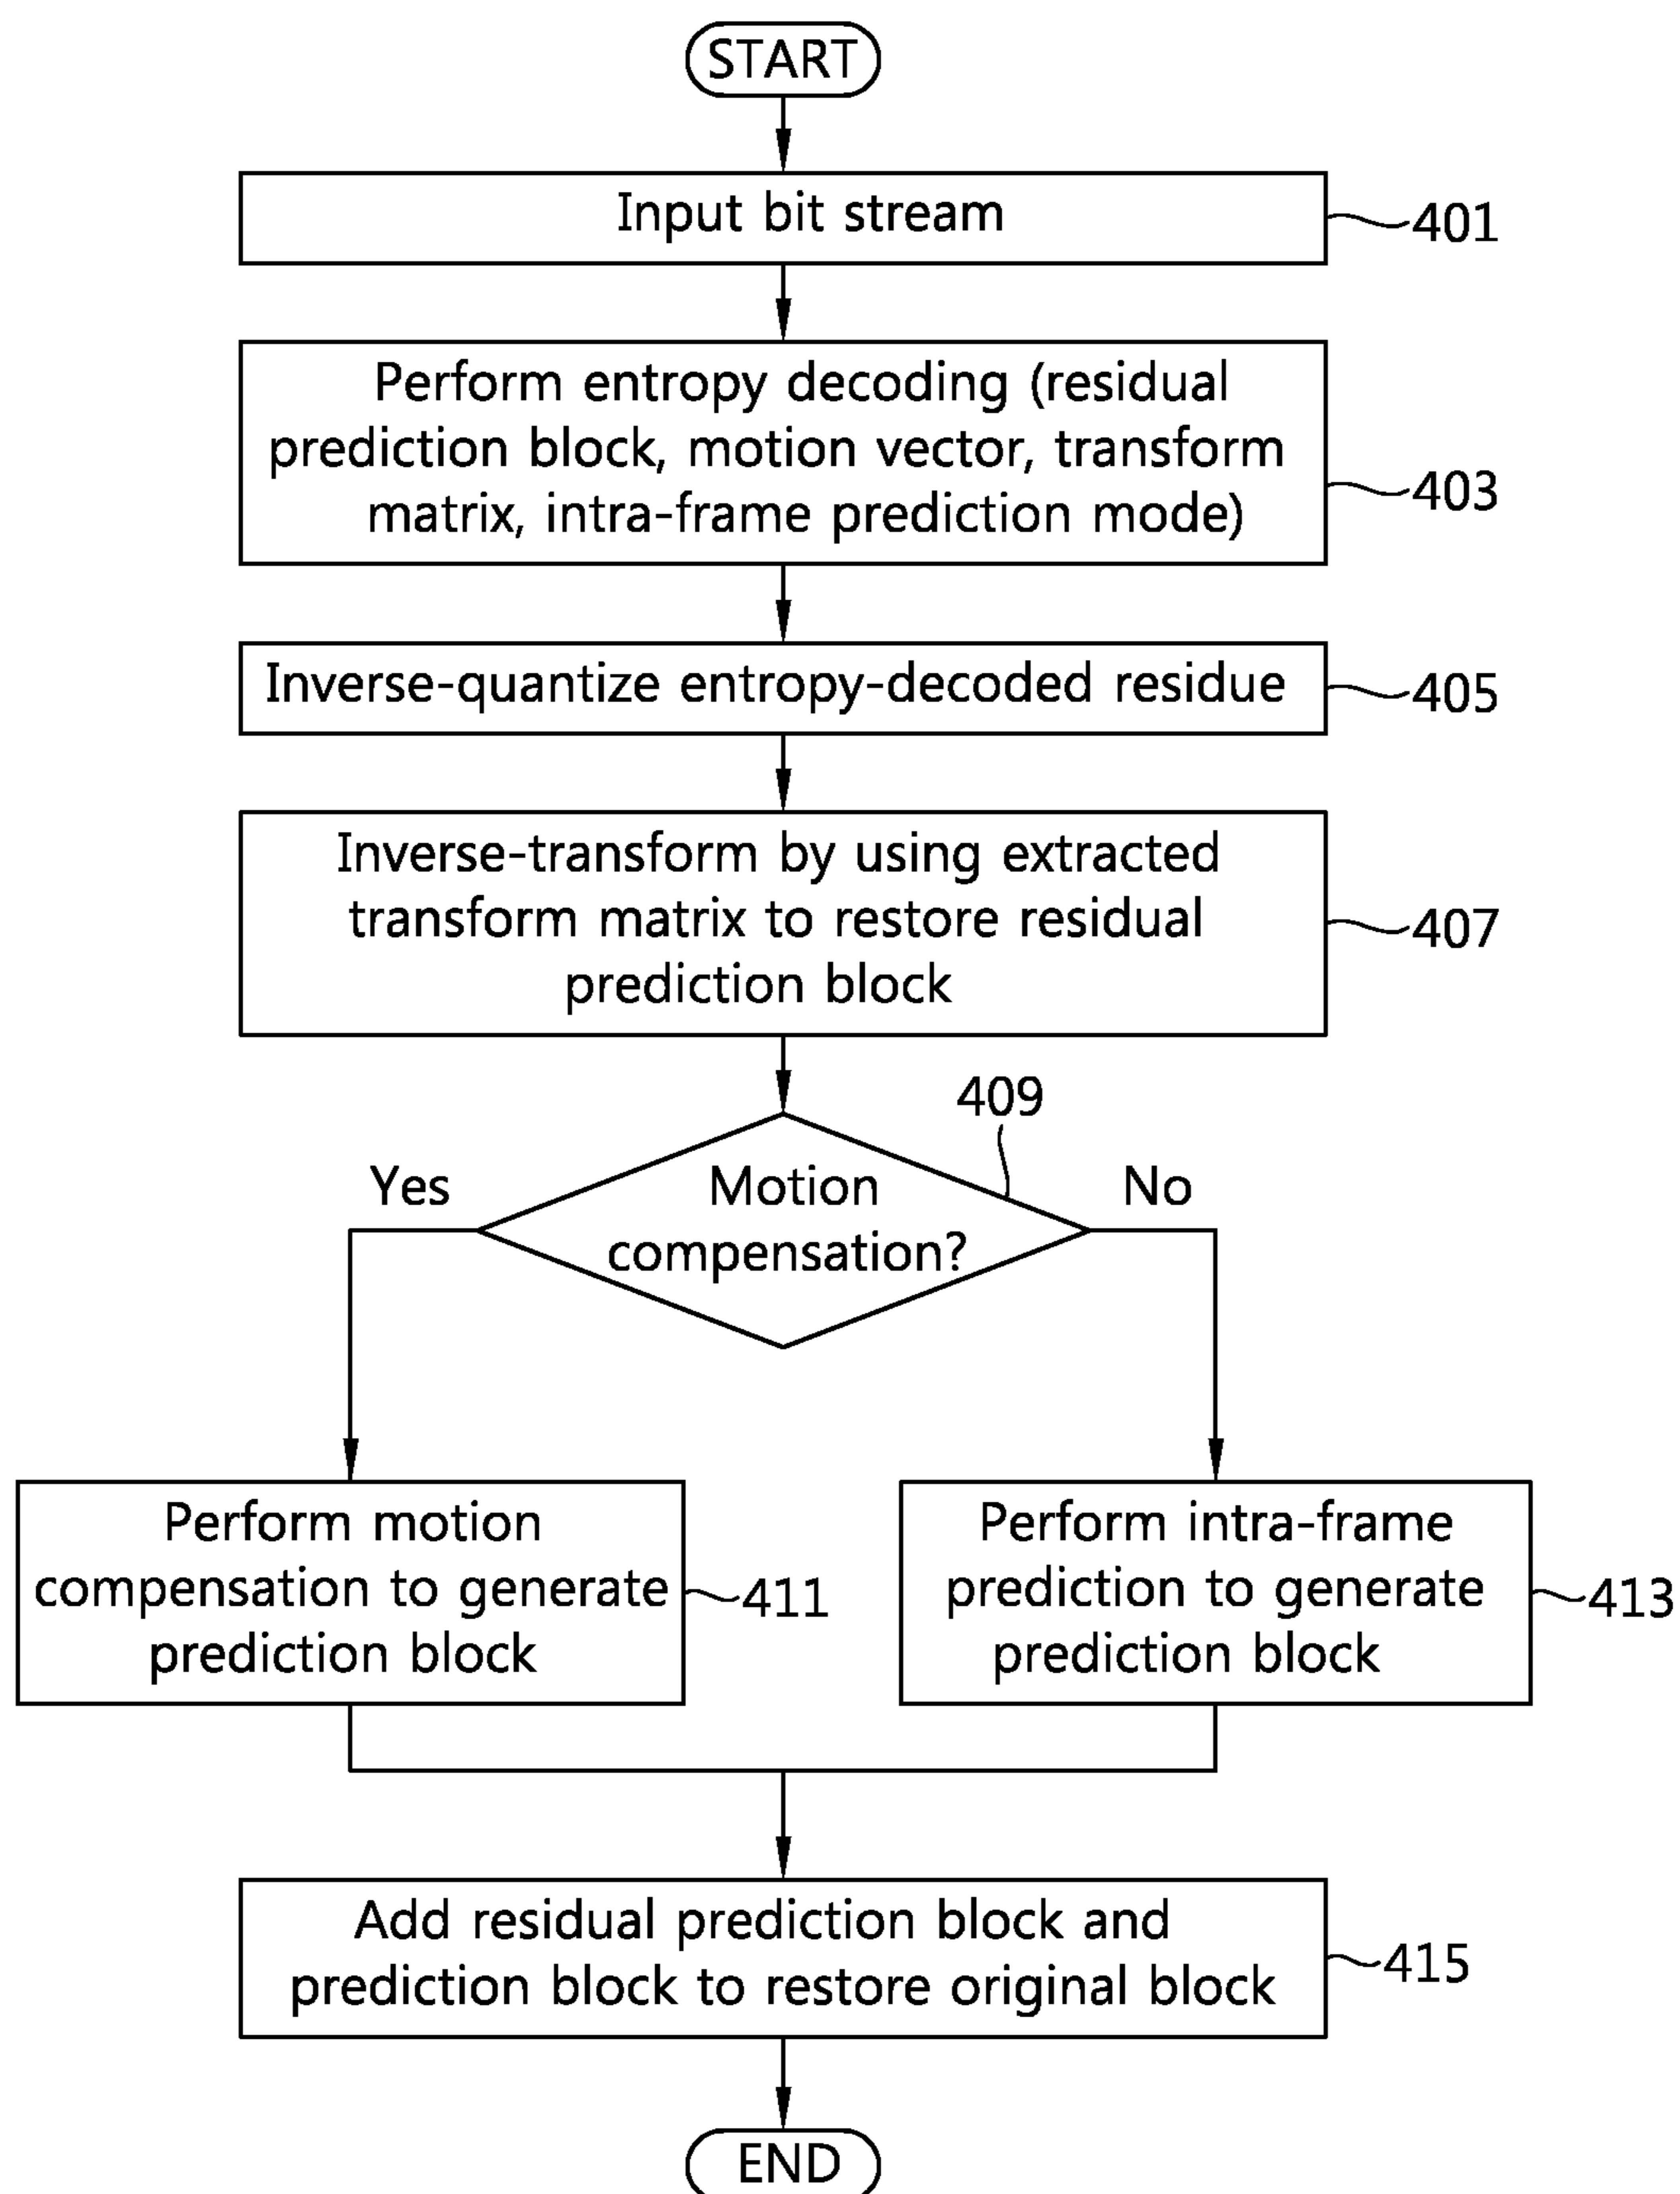 START
Input bit stream
401
Perform entropy decoding (residual
prediction block, motion vector, transform
matrix, intra-frame prediction mode)
403
Inverse-quantize entropy-decoded residue
405
Inverse-transform by using extracted
transform matrix to restore residual
prediction block
407
409
Yes
Motion
compensation?
No
Perform motion
compensation to generate
prediction block
411
Perform intra-frame
prediction to generate
prediction block
413
Add residual prediction block and
prediction block to restore original block
415
END